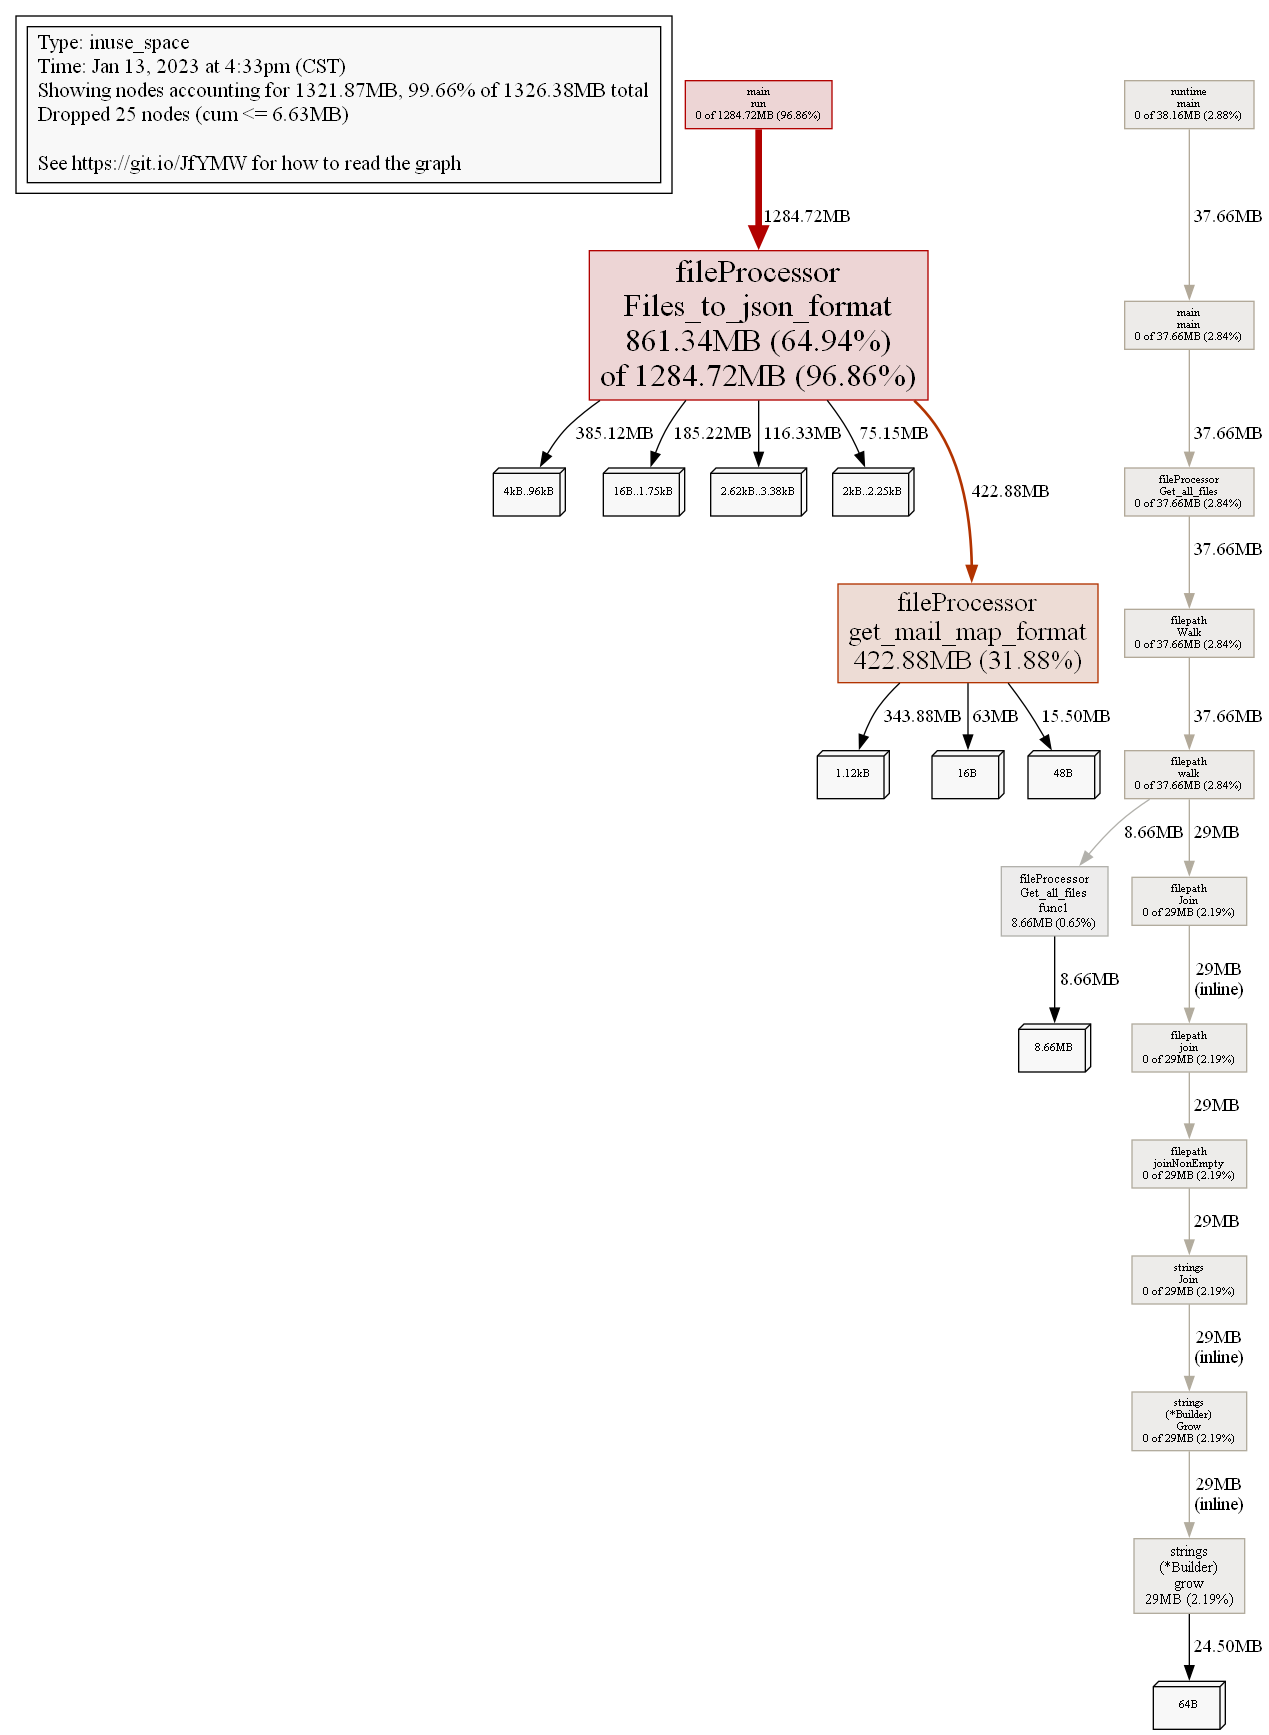 Type: inuse_space
Time: Jan 13, 2023 at 4:33pm (CST)
Showing nodes accounting for 1321.87MB, 99.66% of 1326.38MB total
Dropped 25 nodes (cum <= 6.63MB)
See https://git.io/JfYMW for how to read the graph
main
run
0 of 1284.72MB (96.86%)
runtime
main
0 of 38.16MB (2.88%)
1284.72MB
37.66MB
fileProcessor
Files_to_json_format
861.34MB (64.94%)
of 1284.72MB (96.86%)
main
main
0 of 37.66MB (2.84%)
385.12MB
185.22MB
116.33MB
75.15MB
37.66MB
4kB..96kB
16B..1.75kB
2.62kB..3.38kB
2kB..2.25kB
422.88MB
fileProcessor
Get_all_files
0 of 37.66MB (2.84%)
37.66MB
fileProcessor
get_mail_map_format
422.88MB (31.88%)
filepath
Walk
0 of 37.66MB (2.84%)
343.88MB
63MB
15.50MB
37.66MB
1.12kB
16B
48B
filepath
walk
0 of 37.66MB (2.84%)
8.66MB
29MB
fileProcessor
Get_all_files
func1
8.66MB (0.65%)
filepath
Join
0 of 29MB (2.19%)
8.66MB
29MB
(inline)
8.66MB
filepath
join
0 of 29MB (2.19%)
29MB
filepath
joinNonEmpty
0 of 29MB (2.19%)
29MB
strings
Join
0 of 29MB (2.19%)
29MB
(inline)
strings
(*Builder)
Grow
0 of 29MB (2.19%)
29MB
(inline)
strings
(*Builder)
grow
29MB (2.19%)
24.50MB
64B